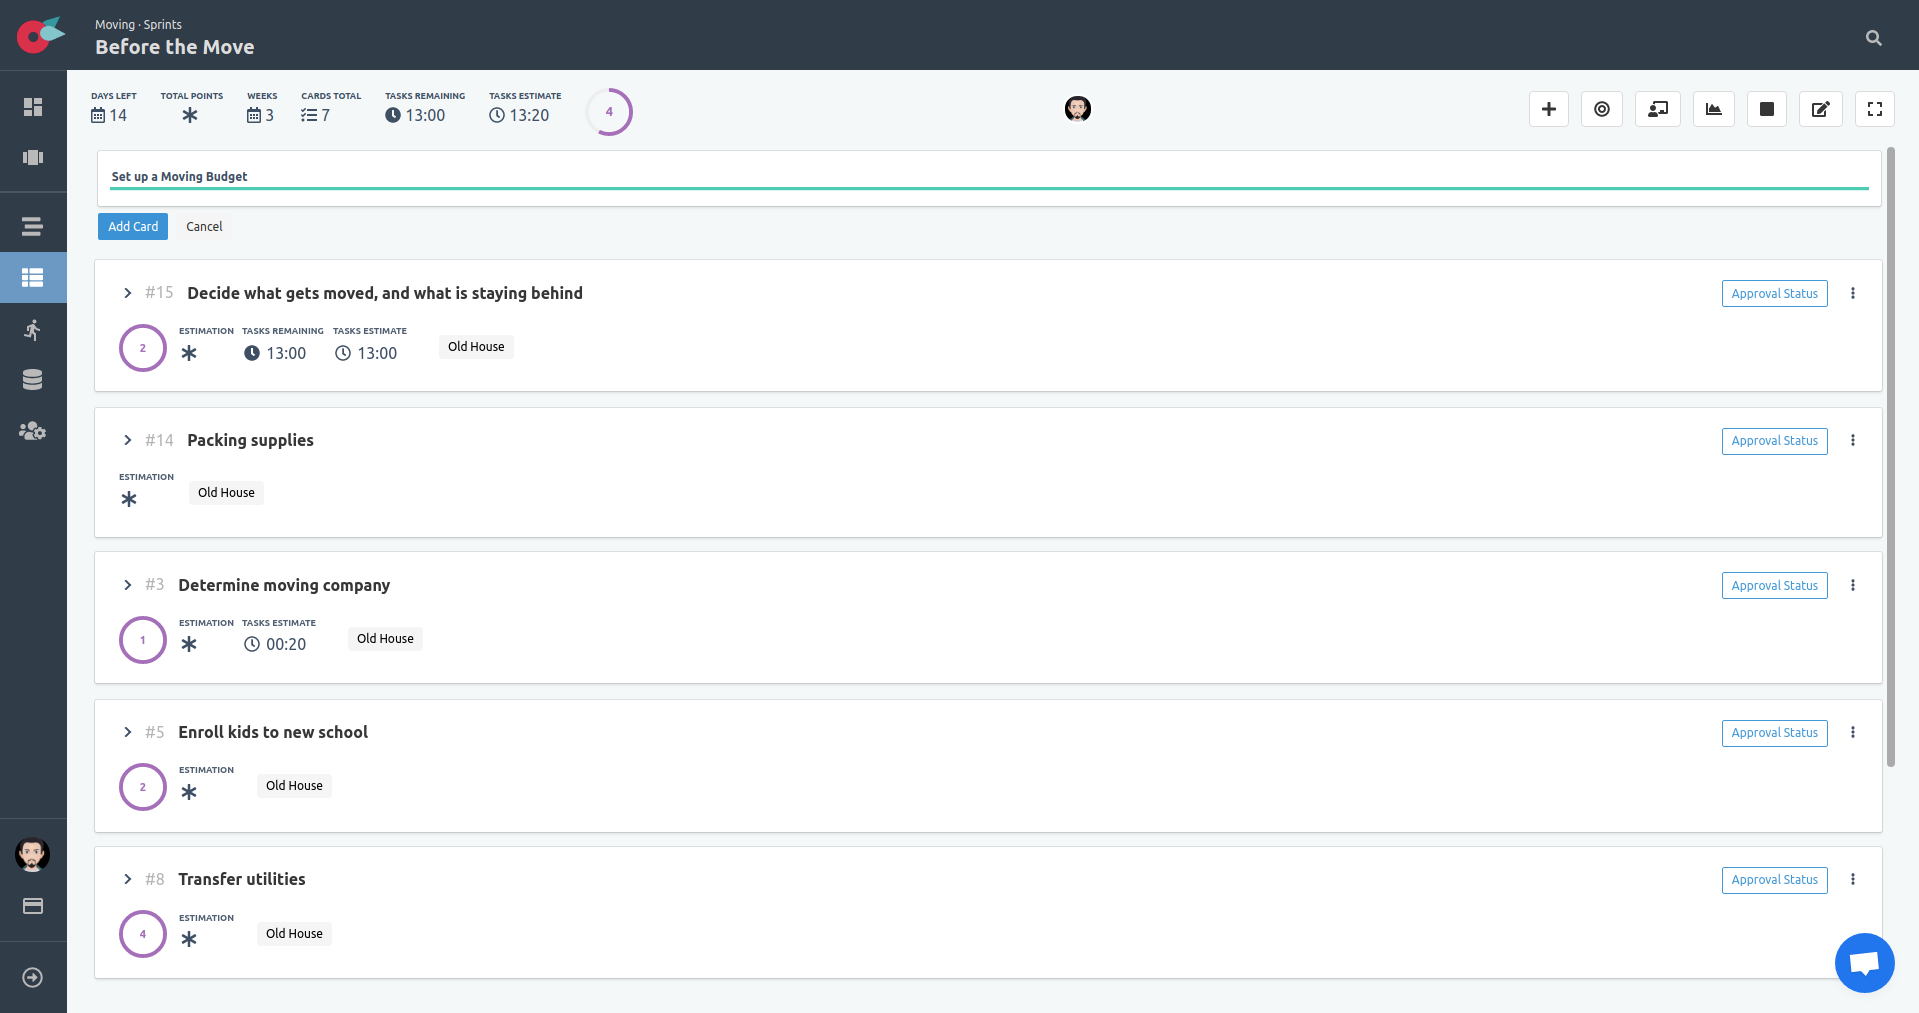 Moving · Sprints
Before the Move
DAYS LEFT TOTAL POINTS WEEKS CARDS TOTAL TASKS REMAINING TASKS ESTIMATE
14 3 7 13:00 13:20 4
Set up a Moving Budget
Add Card Cancel
#15 Decide what gets moved, and what is staying behind Approval Status
ESTIMATION TASKS REMAINING TASKS ESTIMATE
2 13:00 13:00 Old House
#14 Packing supplies Approval Status
ESTIMATION
Old House
#3 Determine moving company Approval Status
ESTIMATION TASKS ESTIMATE
1 00:20 Old House
#5 Enroll kids to new school Approval Status
ESTIMATION
2 Old House
#8 Transfer utilities Approval Status
ESTIMATION
4 Old House